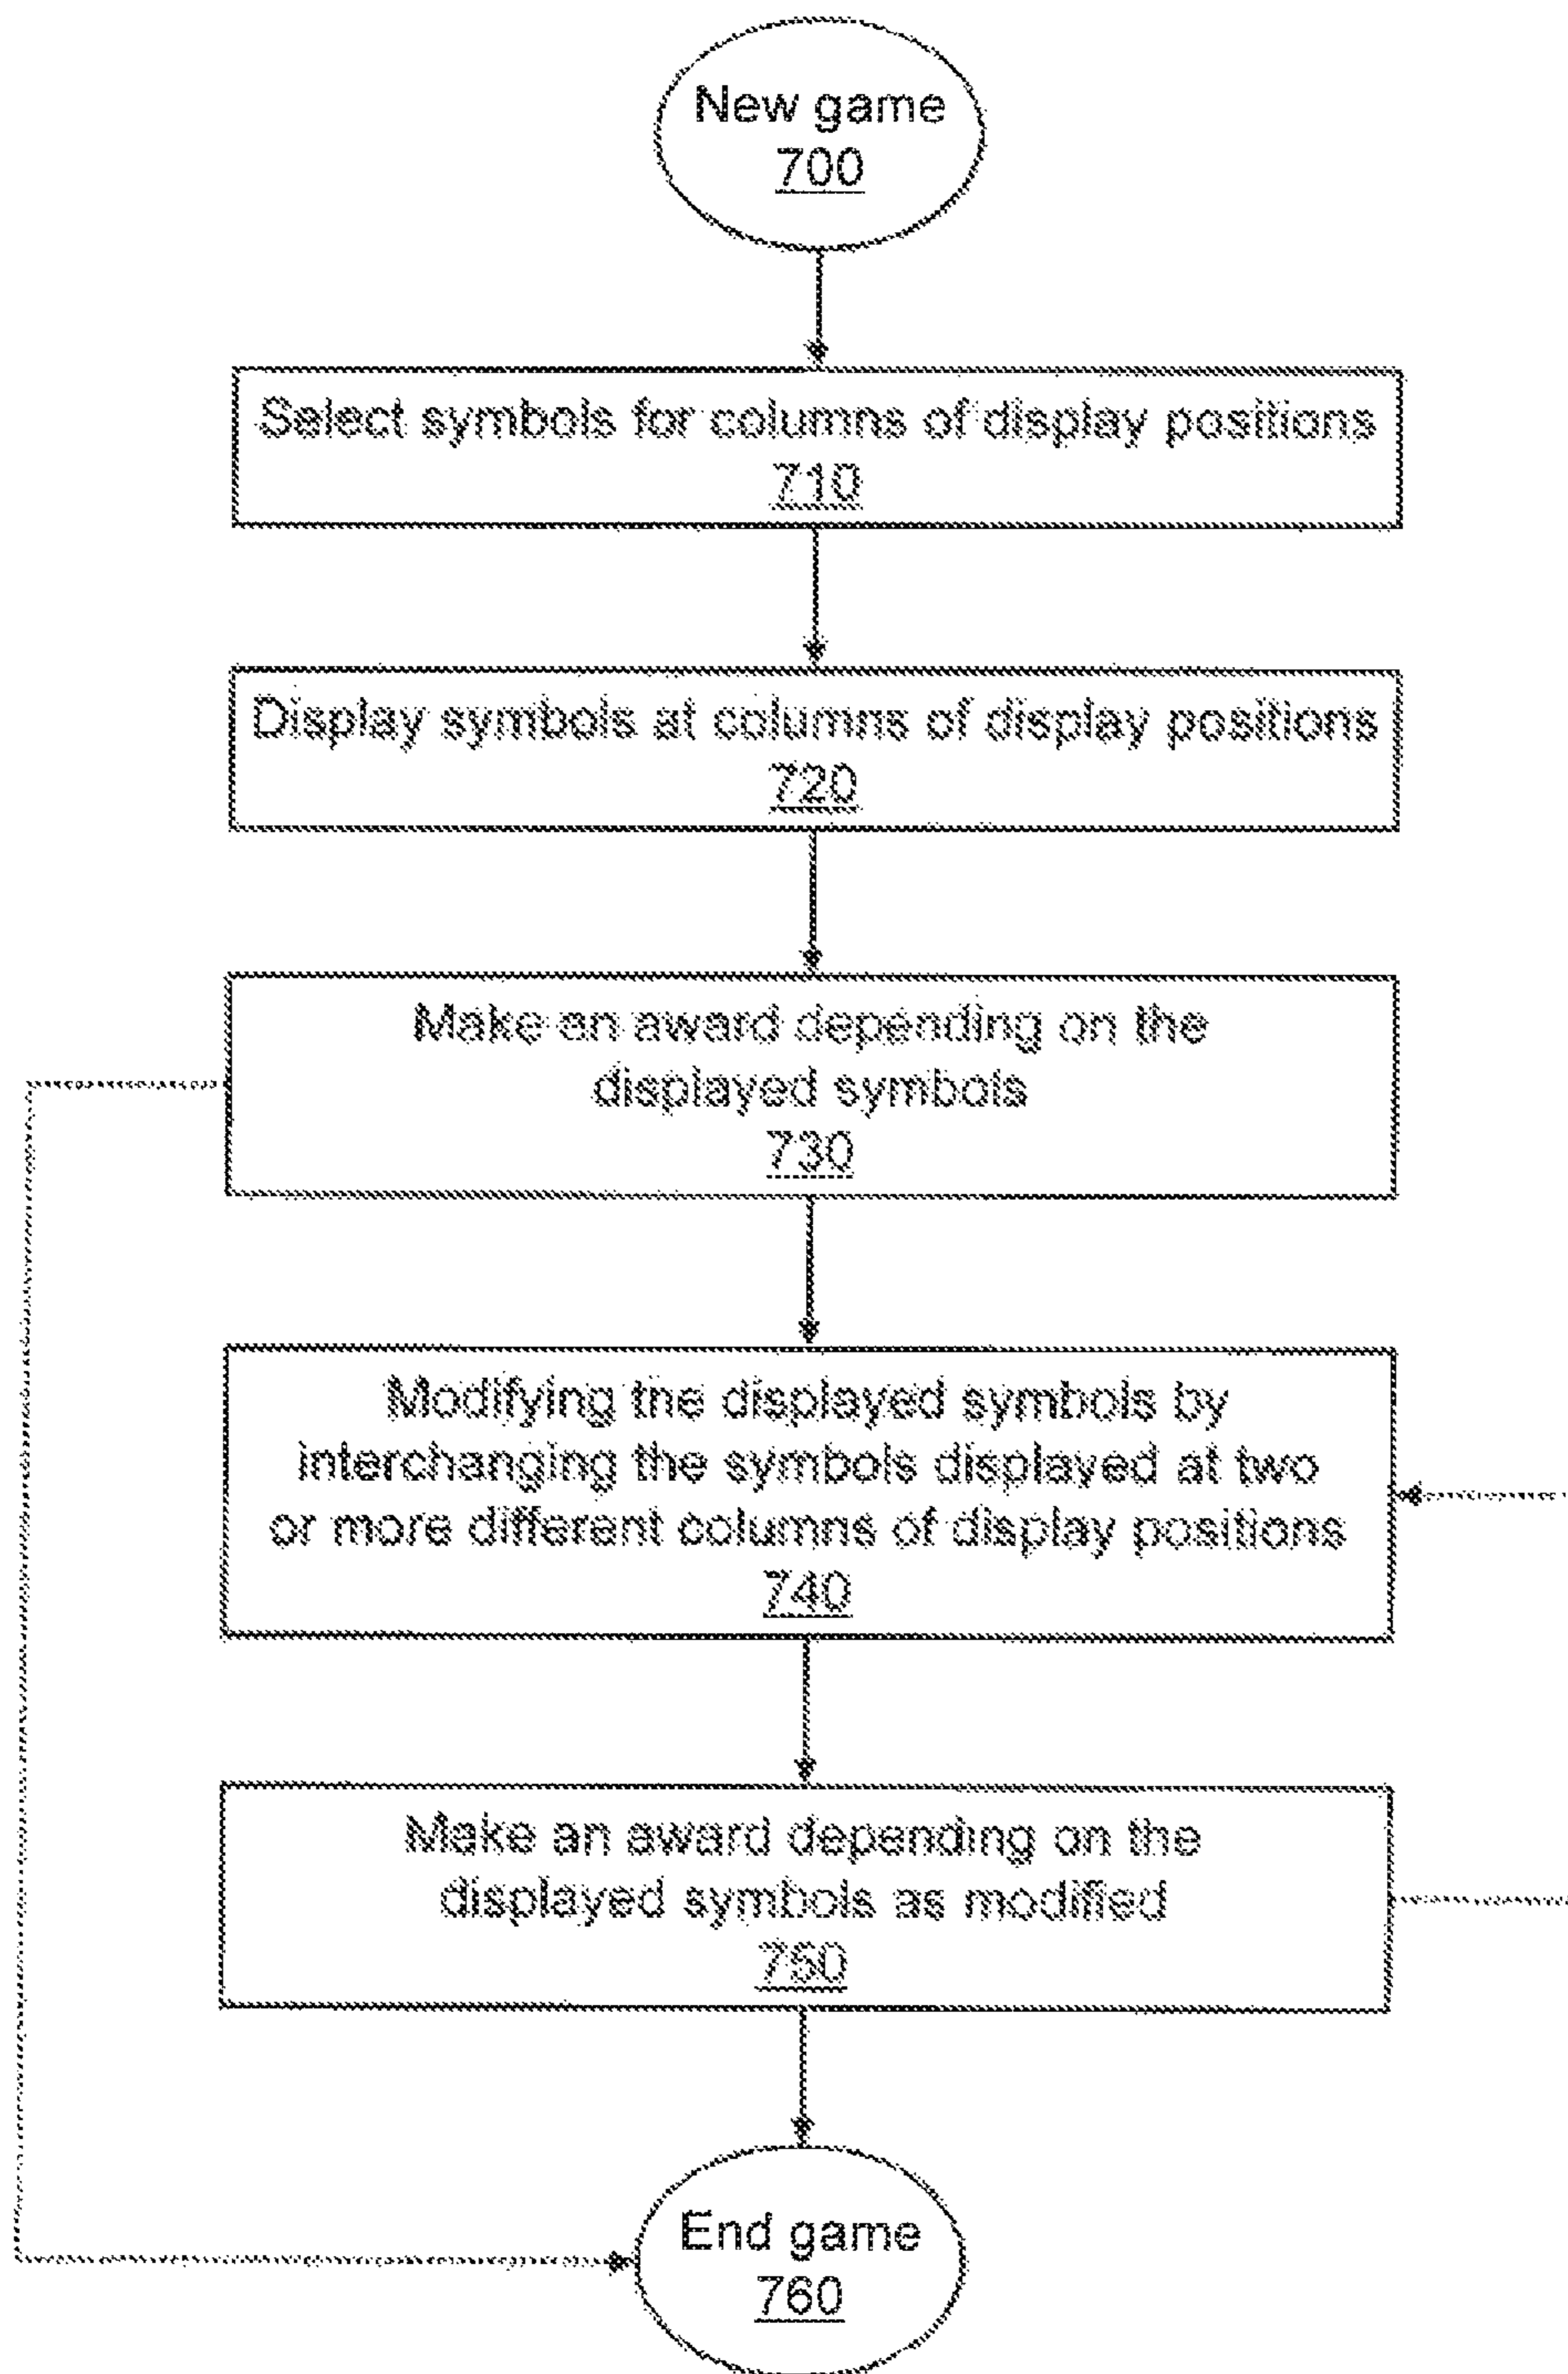 New game
700
Select symbols for columns of display positions
710
Display symbols at columns of display positions
720
Make an award depending on the
displayed symbols
730
Modifying the displayed symbols by
interchanging the symbols displayed at two
or more different columns of display positions
740
Make an award depending on the
displayed symbols as modified
750
End game
760